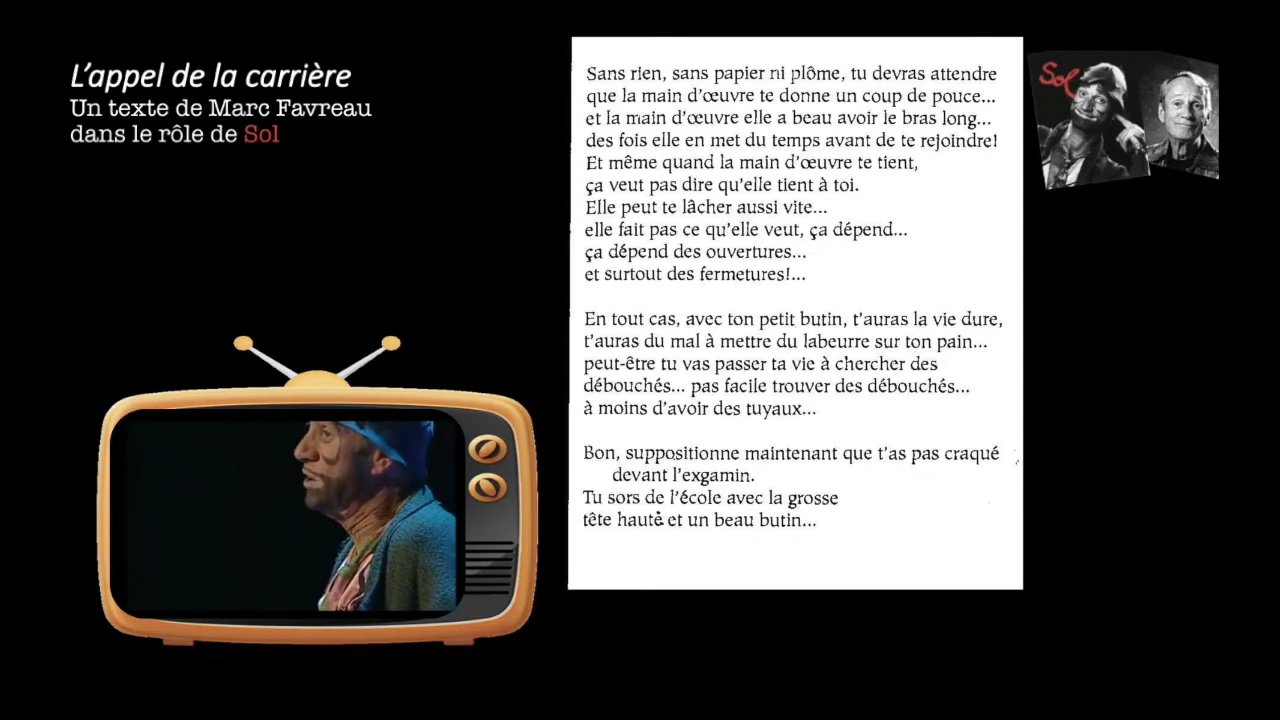 L'appel de la carrière
Un texte de Marc Favreau
dans le rôle de Sol
Sans rien, sans papier ni plôme, tu devras attendre
que la main d'œuvre te donne un coup de pouce...
et la main d'œuvre elle a beau avoir le bras long...
des fois elle en met du temps avant de te rejoindre!
Et même quand la main d'œuvre te tient,
ça veut pas dire qu'elle tient à toi.
Elle peut te lâcher aussi vite...
elle fait pas ce qu'elle veut, ça dépend...
ça dépend des ouvertures...
et surtout des fermetures!...
En tout cas, avec ton petit butin, t'auras la vie dure,
t'auras du mal à mettre du labeurre sur ton pain...
peut-être tu vas passer ta vie à chercher des
débouchés... pas facile trouver des débouchés...
à moins d'avoir des tuyaux...
Bon, suppositionne maintenant que t'as pas craqué
devant l'exgamin.
Tu sors de l'école avec la grosse
tête haute et un beau butin...
Sol